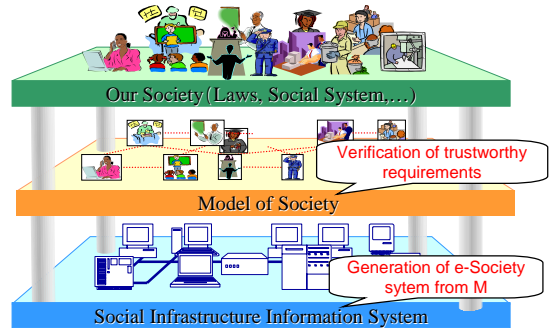 Our Society (Laws, Social System,…)
Verification of trustworthy
requirements
Model of Society
Generation of e-Society
sytem from M
Social Infrastructure Information System